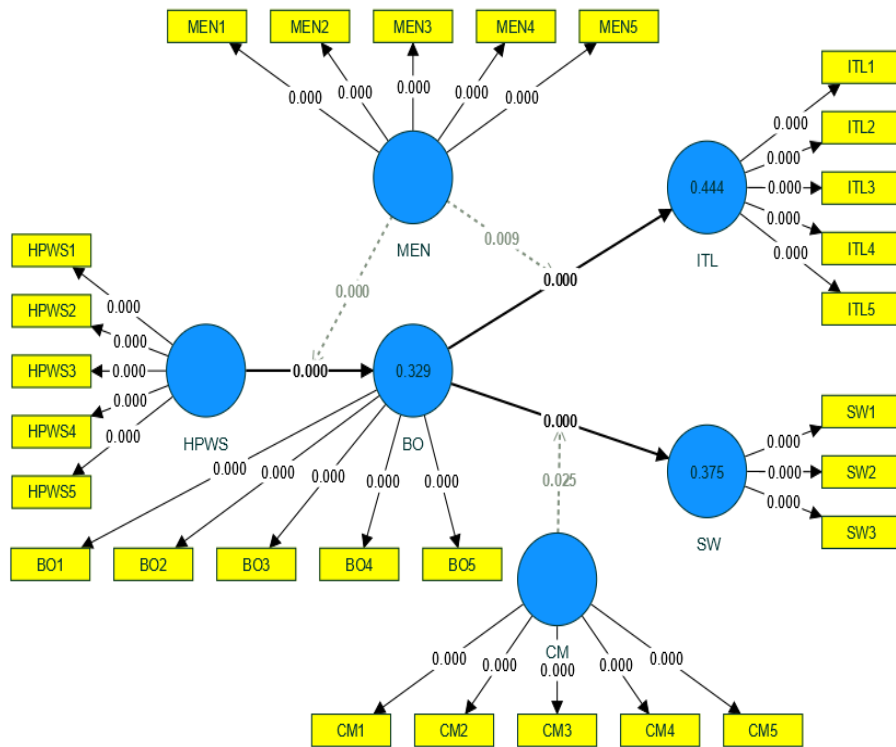 MEN1 MEN2 MEN3 MEN4 MEN5
0.000 0.000 0.000 0.000 0.000
MEN
ITL1
ITL2
ITL3
ITL4
ITL5
0.000
0.000
0.000
0.000
0.000
0.444
ITL
0.009
0.000
0.000
HPWS1
HPWS2
HPWS3
HPWS4
HPWS5
0.000
0.000
0.000
0.000
0.000
HPWS
0.000
0.329
BO
0.000
0.025
0.000 0.000 0.000 0.000 0.000
BO1 BO2 BO3 BO4 BO5
SW1
SW2
SW3
0.000
0.000
0.000
0.375
SW
CM
0.000 0.000 0.000 0.000 0.000
CM1 CM2 CM3 CM4 CM5